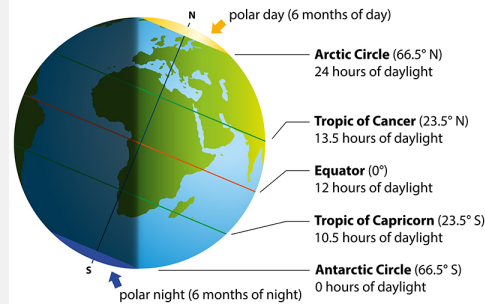 N
polar day (6 months of day)
Arctic Circle (66.5° N)
24 hours of daylight
Tropic of Cancer (23.5° N)
13.5 hours of daylight
Equator (0°)
12 hours of daylight
Tropic of Capricorn (23.5° S)
10.5 hours of daylight
Antarctic Circle (66.5° S)
0 hours of daylight
S
polar night (6 months of night)